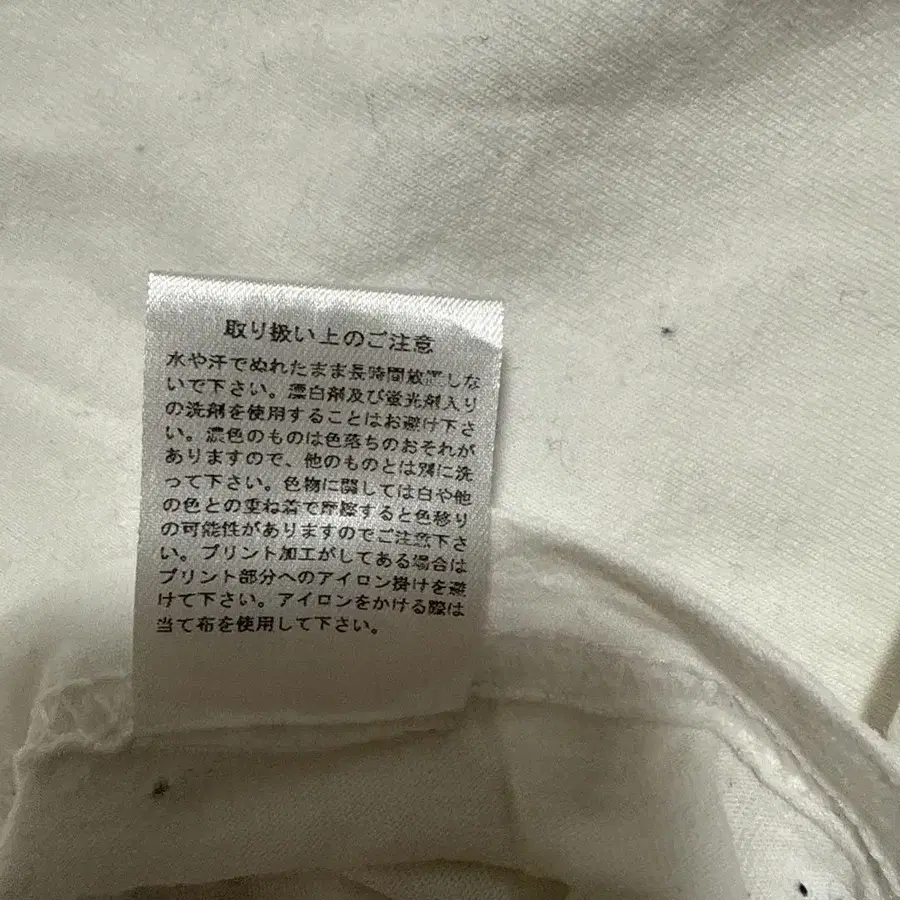 取り扱い上のご注意
水や汗でぬれたまま長時間放置しな
いで下さい。漂白剤及び蛍光剤入り
の洗剤を使用することはお避け下さ
い。濃色のものは色落ちのおそれが
ありますので、他のものとは別に洗
って下さい。色物に関しては白や他
の色との重ね着で摩擦すると色移り
の可能性がありますのでご注意下さ
い。プリント加工がしてある場合は
プリント部分へのアイロン掛けを避
けて下さい。アイロンをかける際は
当て布を使用して下さい。